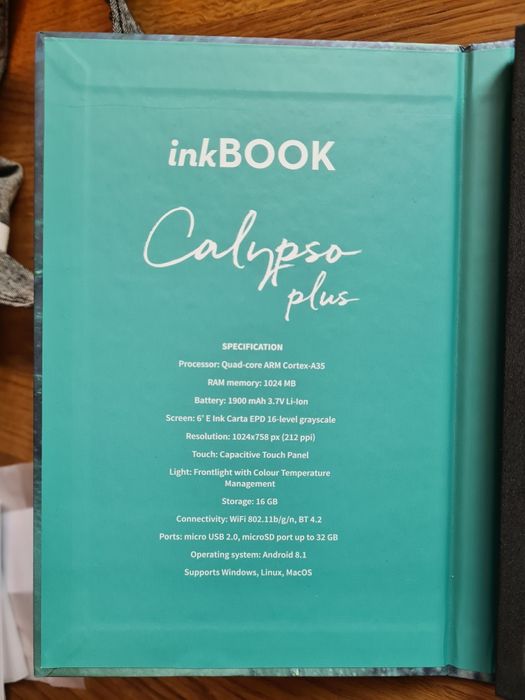 inkBOOK
Calypso
plus
SPECIFICATION
Processor: Quad-core ARM Cortex-A35
RAM memory: 1024 MB
Battery: 1900 mAh 3.7V Li-Ion
Screen: 6" E Ink Carta EPD 16-level grayscale
Resolution: 1024x758 px (212 ppi)
Touch: Capacitive Touch Panel
Light: Frontlight with Colour Temperature
Management
Storage: 16 GB
Connectivity: WiFi 802.11b/g/n, BT 4.2
Ports: micro USB 2.0, microSD port up to 32 GB
Operating system: Android 8.1
Supports Windows, Linux, MacOS